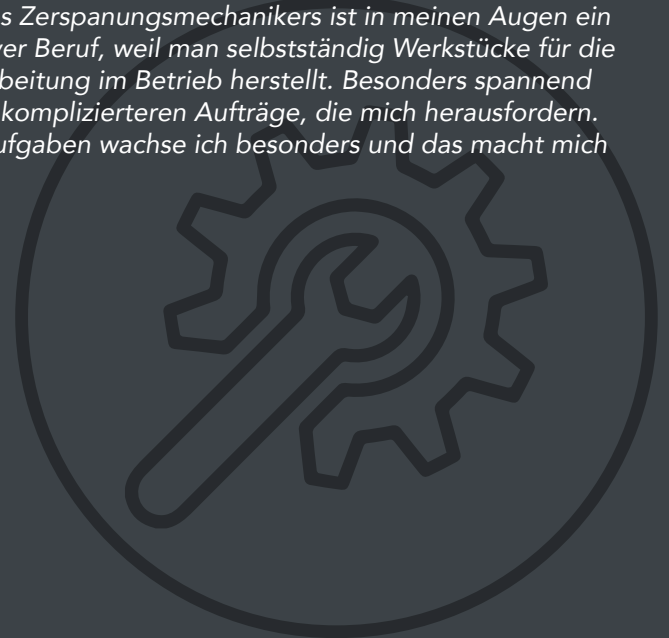 s Zerspanungsmechanikers ist in meinen Augen ein
er Beruf, weil man selbstständig Werkstücke für die
beitung im Betrieb herstellt. Besonders spannend
komplizierteren Aufträge, die mich herausfordern.
ufgaben wachse ich besonders und das macht mich